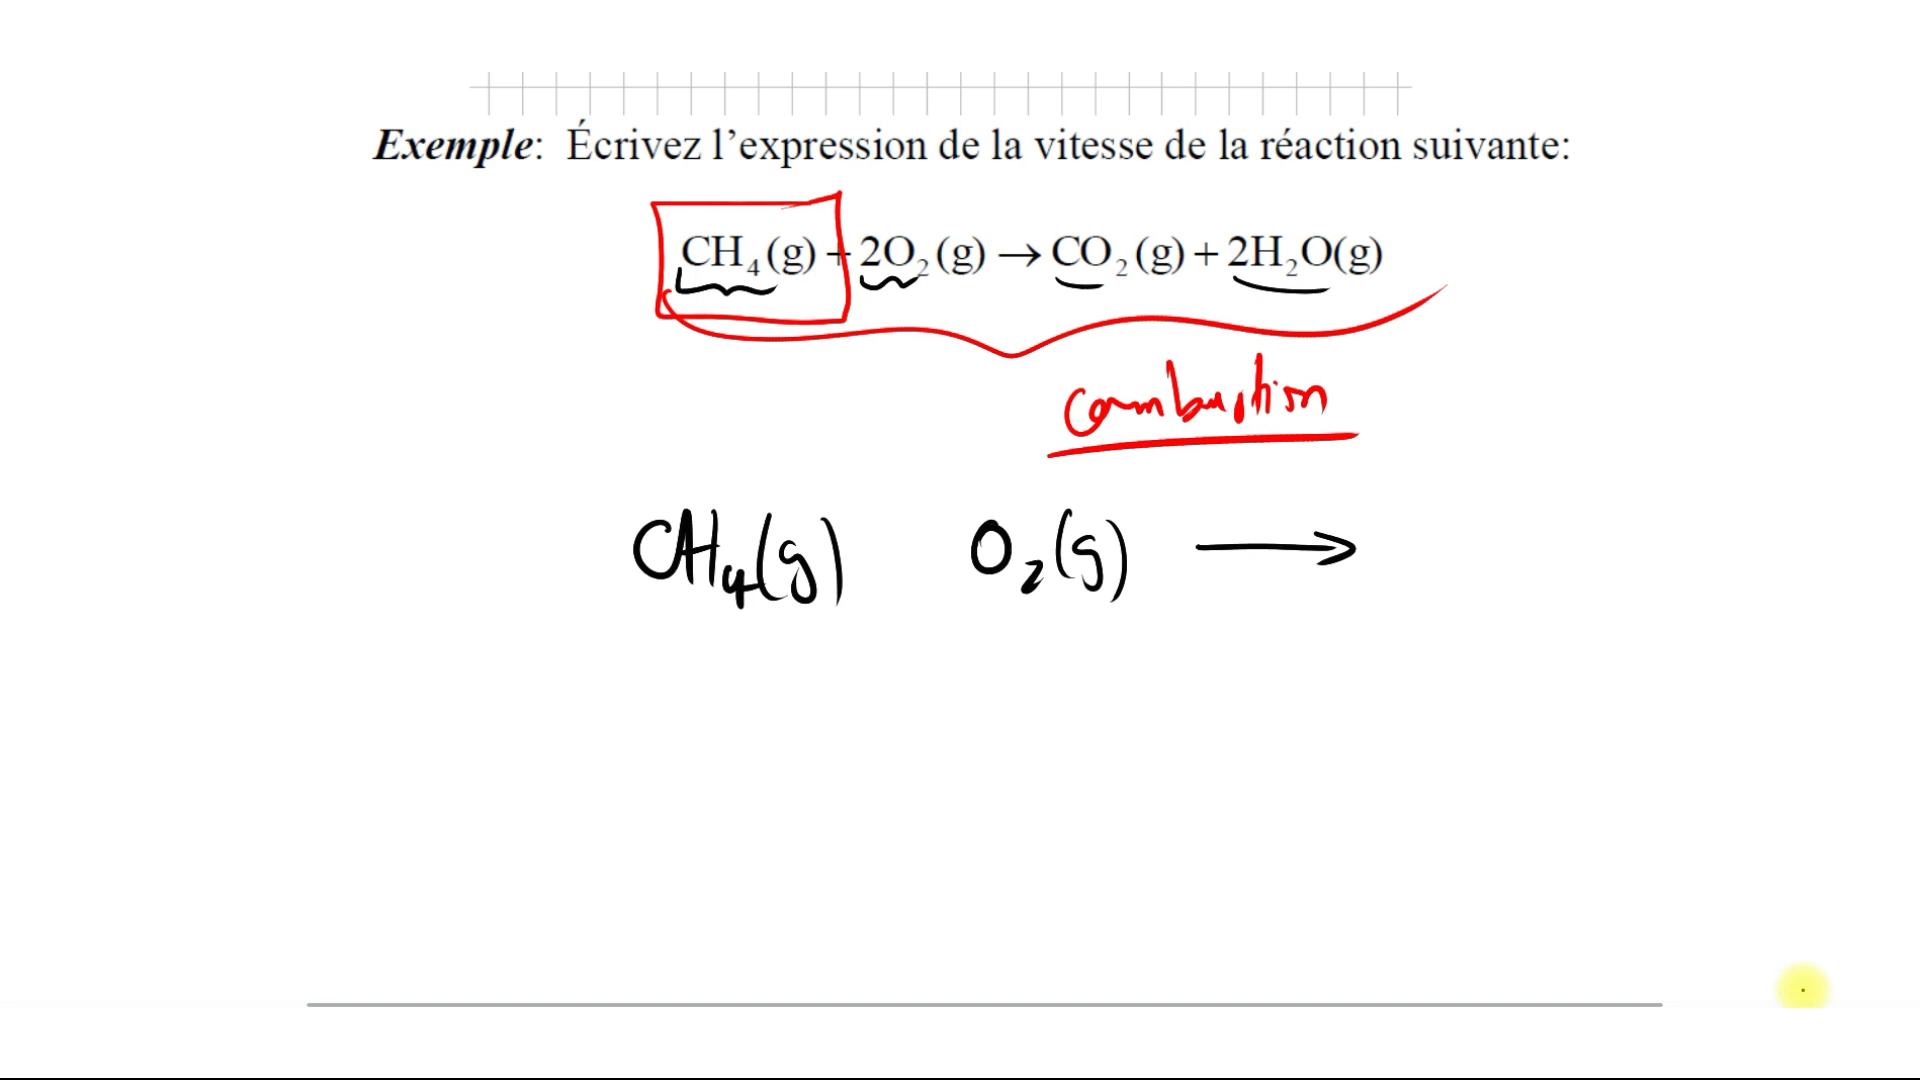 Exemple: Écrivez l’expression de la vitesse de la réaction suivante:
CH₄(g) + 2O₂(g) → CO₂(g) + 2H₂O(g)
combustion
CH₄(g) O₂(g) →